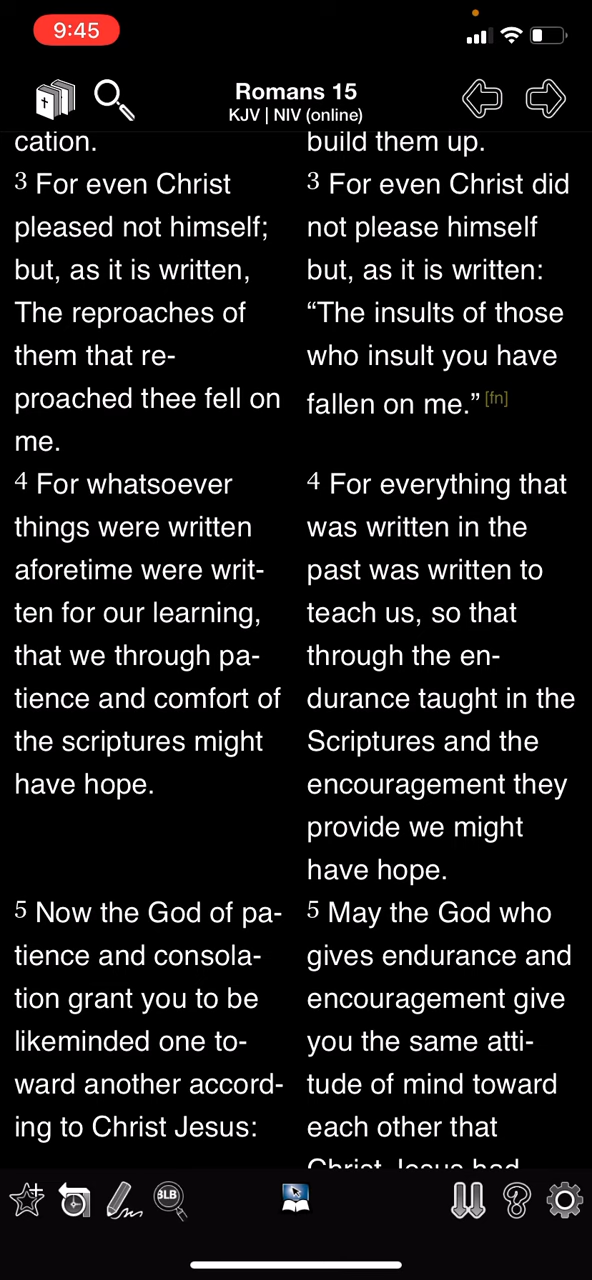 9:45
Romans 15
KJV | NIV (online)
cation.
3 For even Christ
pleased not himself;
but, as it is written,
The reproaches of
them that re-
proached thee fell on
me.
4 For whatsoever
things were written
aforetime were writ-
ten for our learning,
that we through pa-
tience and comfort of
the scriptures might
have hope.
5 Now the God of pa-
tience and consola-
tion grant you to be
likeminded one to-
ward another accord-
ing to Christ Jesus:
build them up.
3 For even Christ did
not please himself
but, as it is written:
“The insults of those
who insult you have
fallen on me.” [fn]
4 For everything that
was written in the
past was written to
teach us, so that
through the en-
durance taught in the
Scriptures and the
encouragement they
provide we might
have hope.
5 May the God who
gives endurance and
encouragement give
you the same atti-
tude of mind toward
each other that
Christ Jesus had
BLB